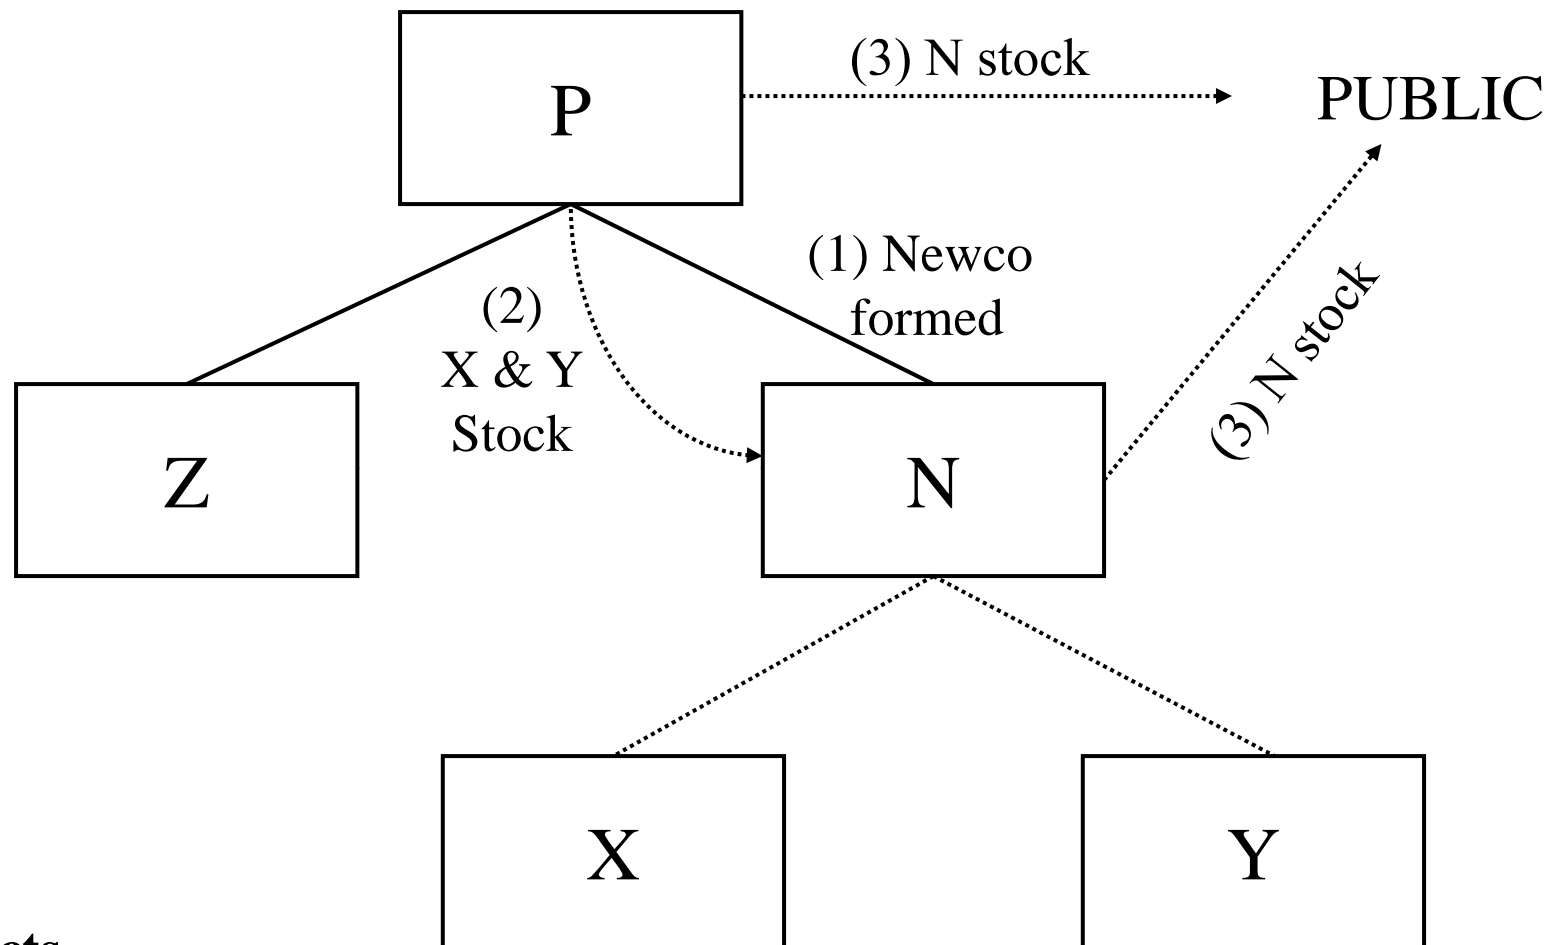 (3) N stock
P
PUBLIC
(1) Newco
formed
(2)
X & Y
Stock
(3) N stock
Z
N
X
Y